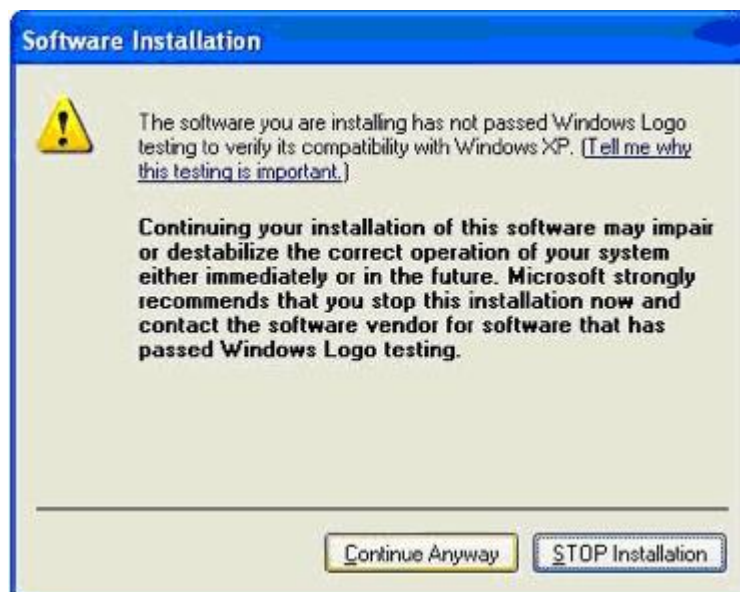 Software Installation
The software you are installing has not passed Windows Logo
testing to verify its compatibility with Windows XP. (Tell me why
this testing is important.)
Continuing your installation of this software may impair
or destabilize the correct operation of your system
either immediately or in the future. Microsoft strongly
recommends that you stop this installation now and
contact the software vendor for software that has
passed Windows Logo testing.
Continue Anyway
STOP Installation